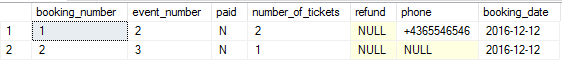 booking_number event_number paid number_of_tickets refund phone booking_date
1 1 2 N 2 NULL +4365546546 2016-12-12
2 2 3 N 1 NULL NULL 2016-12-12